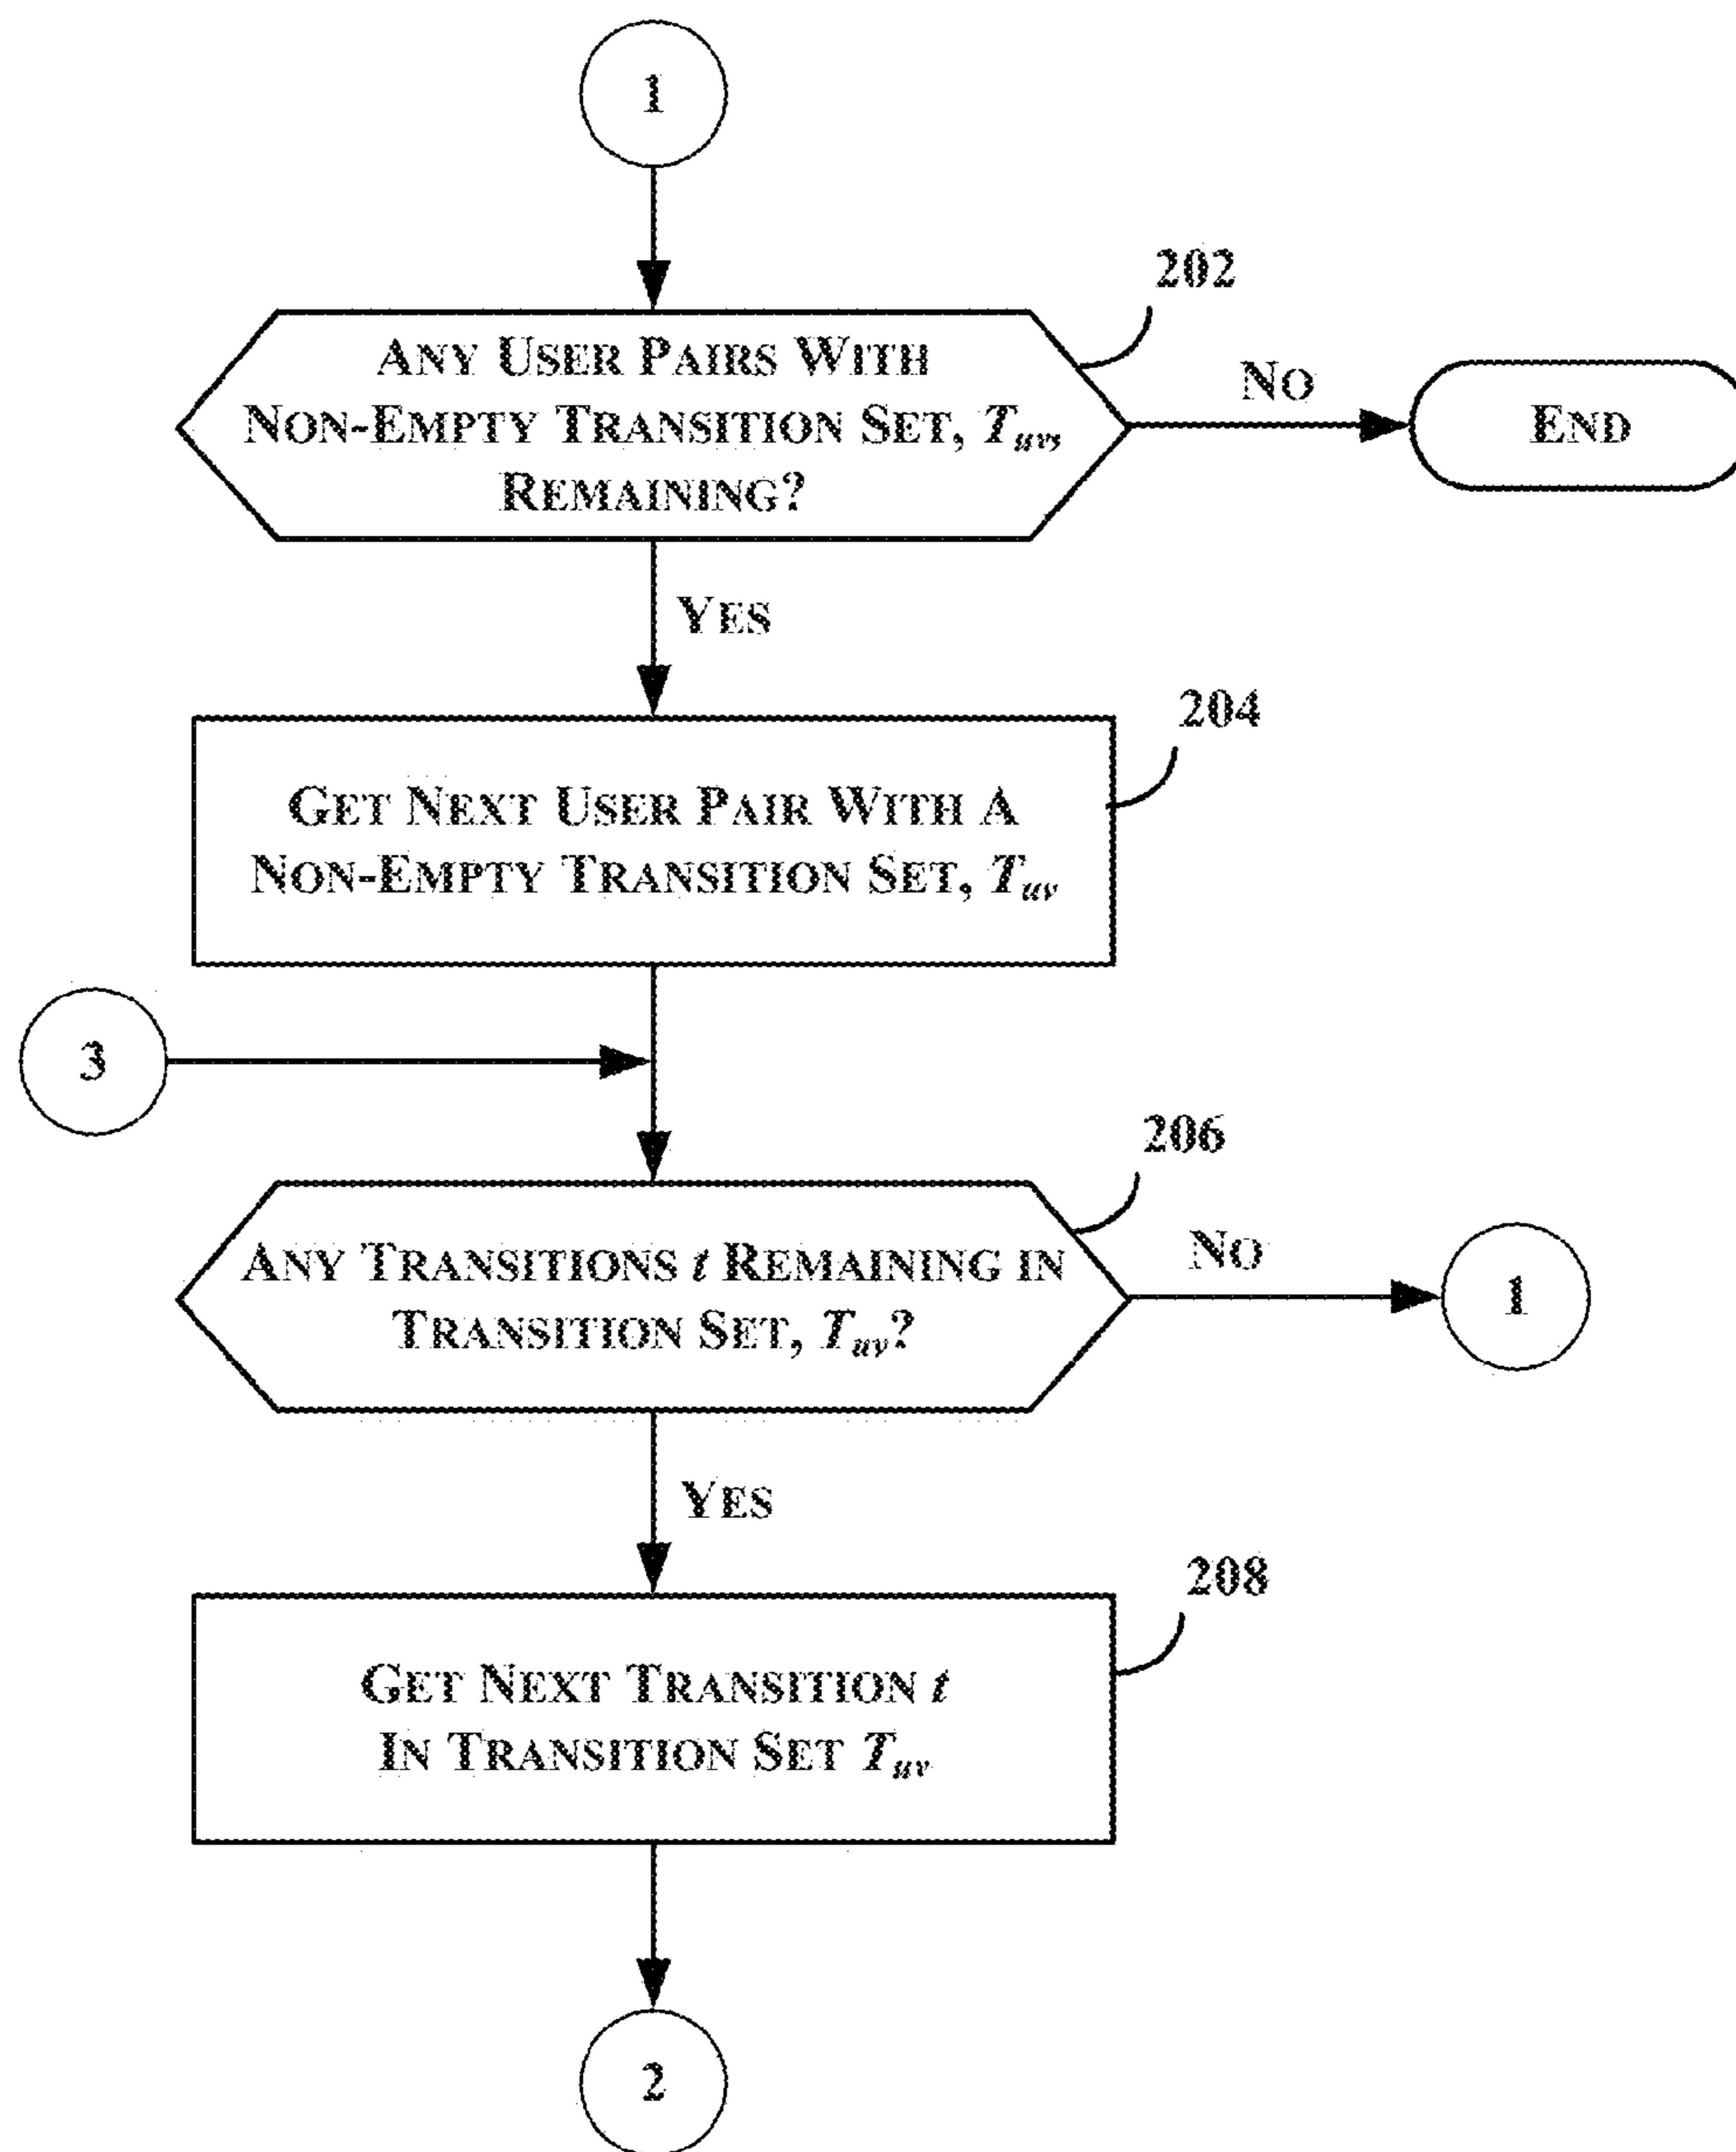 1
202
ANY USER PAIRS WITH
NON-EMPTY TRANSITION SET, Tuv,
REMAINING?
NO
END
YES
204
GET NEXT USER PAIR WITH A
NON-EMPTY TRANSITION SET, Tuv
3
206
ANY TRANSITIONS t REMAINING IN
TRANSITION SET, Tuv?
NO
1
YES
208
GET NEXT TRANSITION t
IN TRANSITION SET Tuv
2